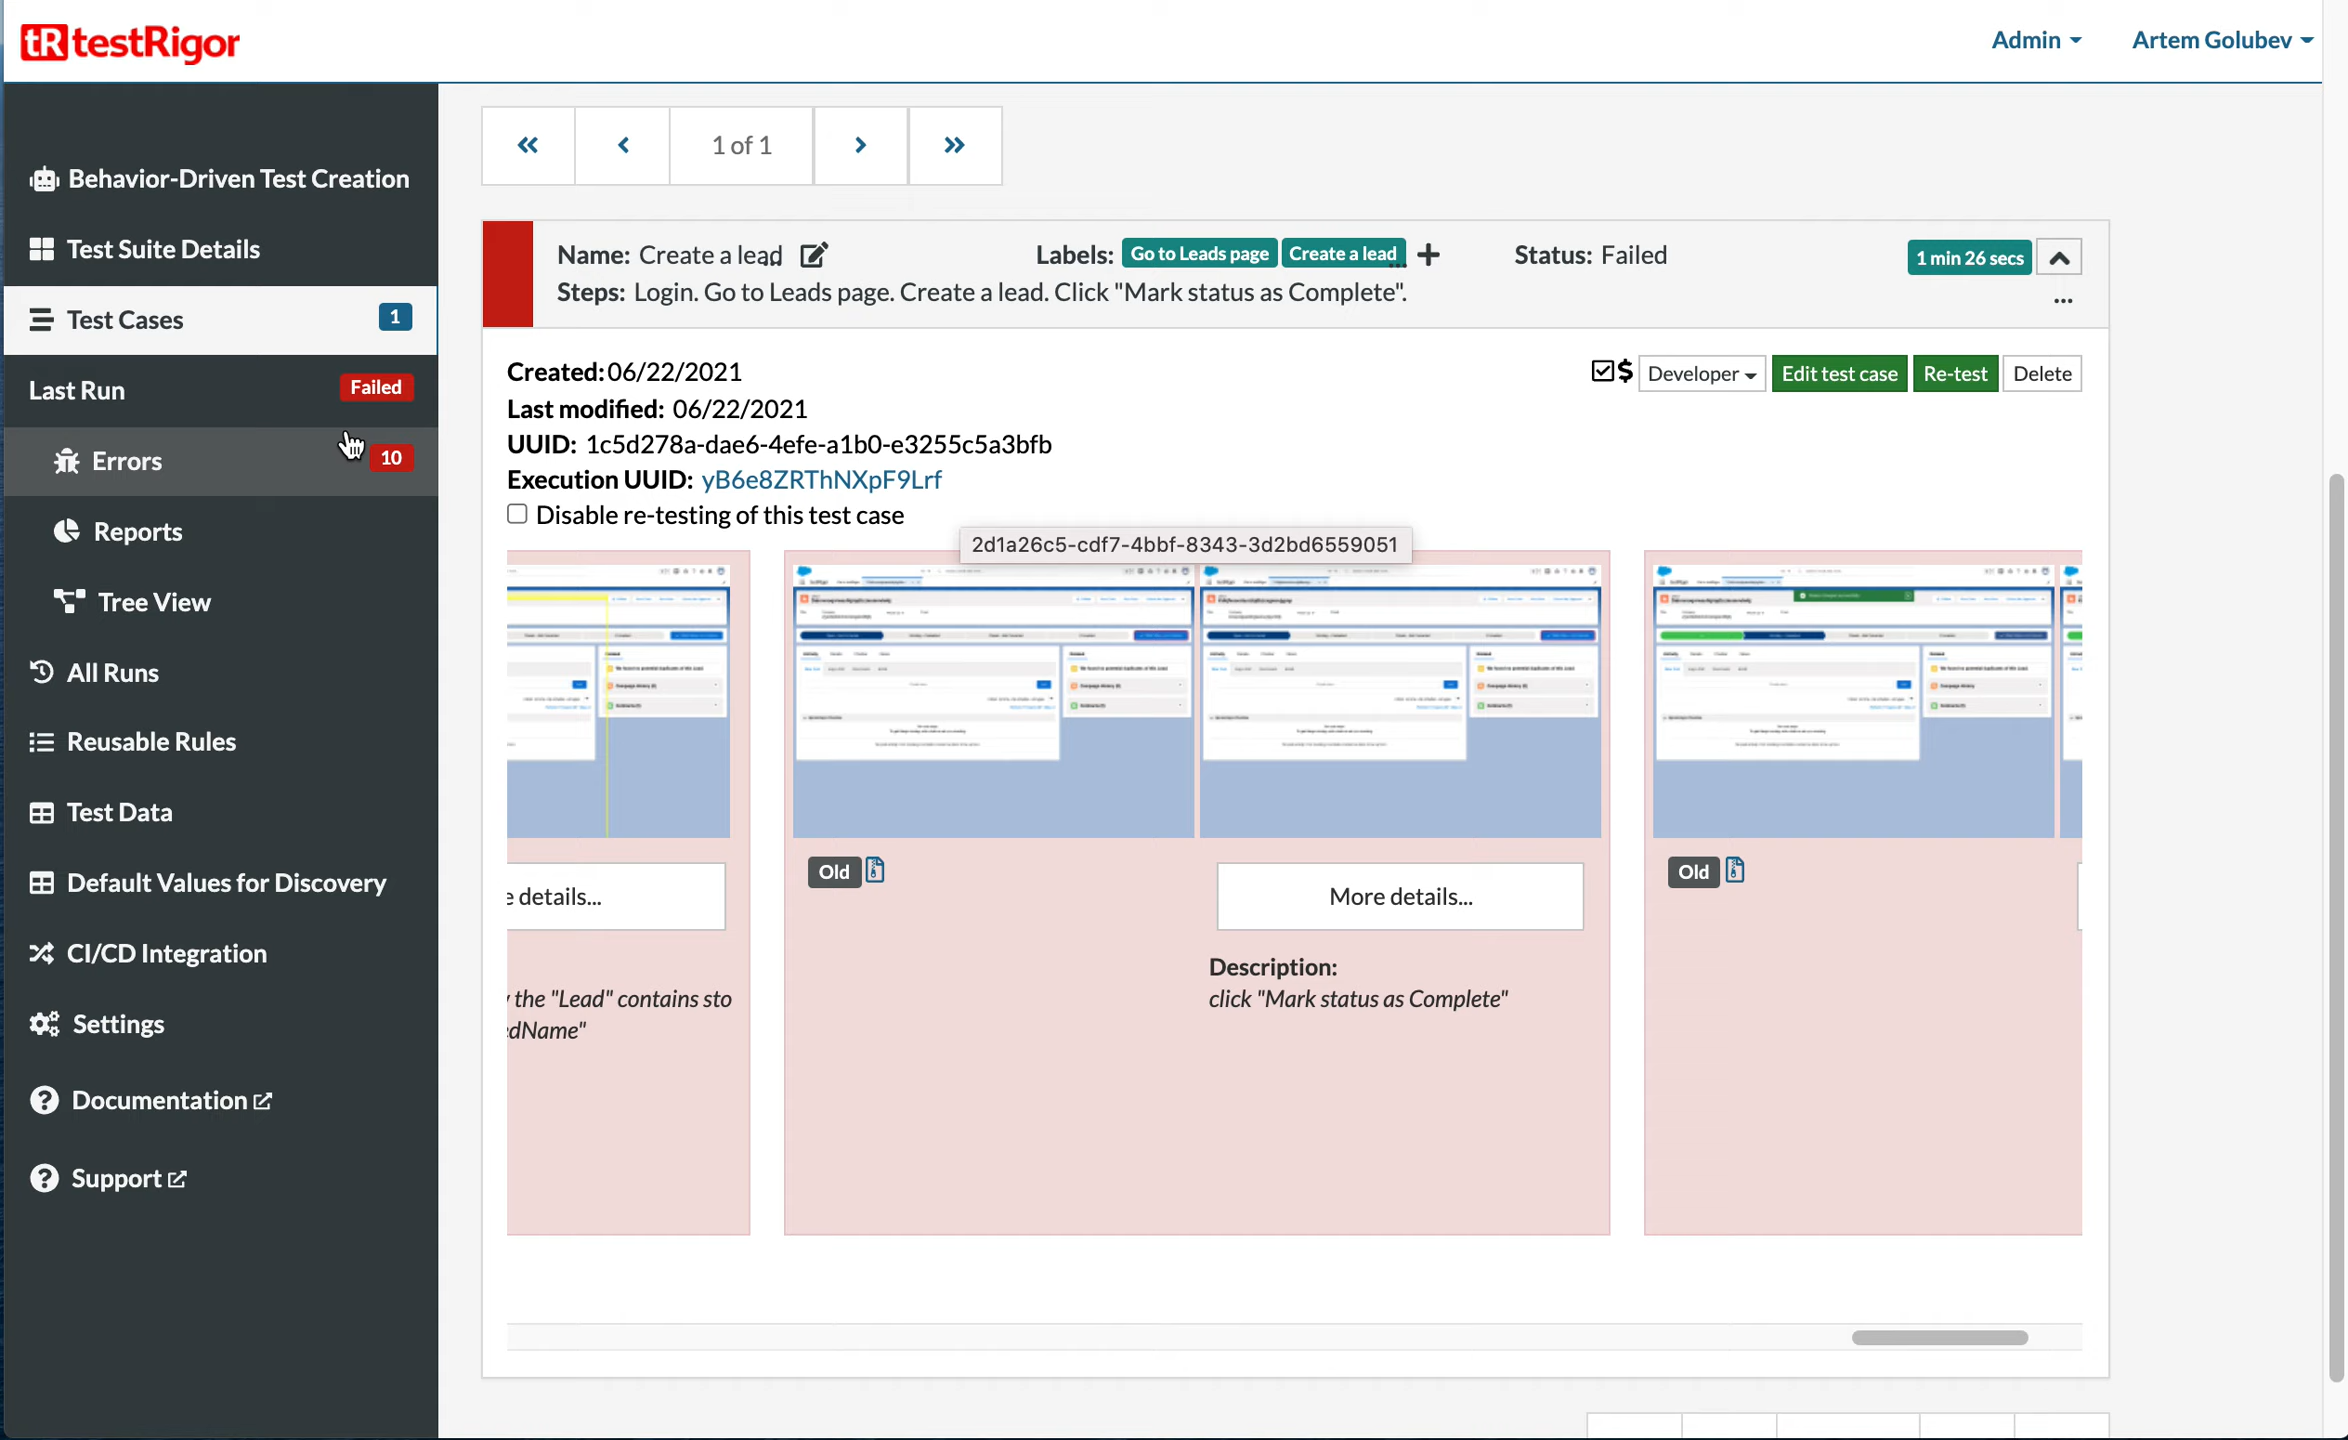 tR testRigor
Admin
Artem Golubev
Behavior-Driven Test Creation
Test Suite Details
Test Cases 1
Last Run Failed
Errors 10
Reports
Tree View
All Runs
Reusable Rules
Test Data
Default Values for Discovery
CI/CD Integration
Settings
Documentation
Support
« ‹ 1 of 1 › »
Name: Create a lead
Labels: Go to Leads page Create a lead +
Status: Failed
1 min 26 secs
Steps: Login. Go to Leads page. Create a lead. Click "Mark status as Complete".
...
Created: 06/22/2021
Developer Edit test case Re-test Delete
Last modified: 06/22/2021
UUID: 1c5d278a-dae6-4efe-a1b0-e3255c5a3bfb
Execution UUID: yB6e8ZRThNXpF9Lrf
Disable re-testing of this test case
2d1a26c5-cdf7-4bbf-8343-3d2bd6559051
e details...
the "Lead" contains sto
edName"
Old
More details...
Description:
click "Mark status as Complete"
Old